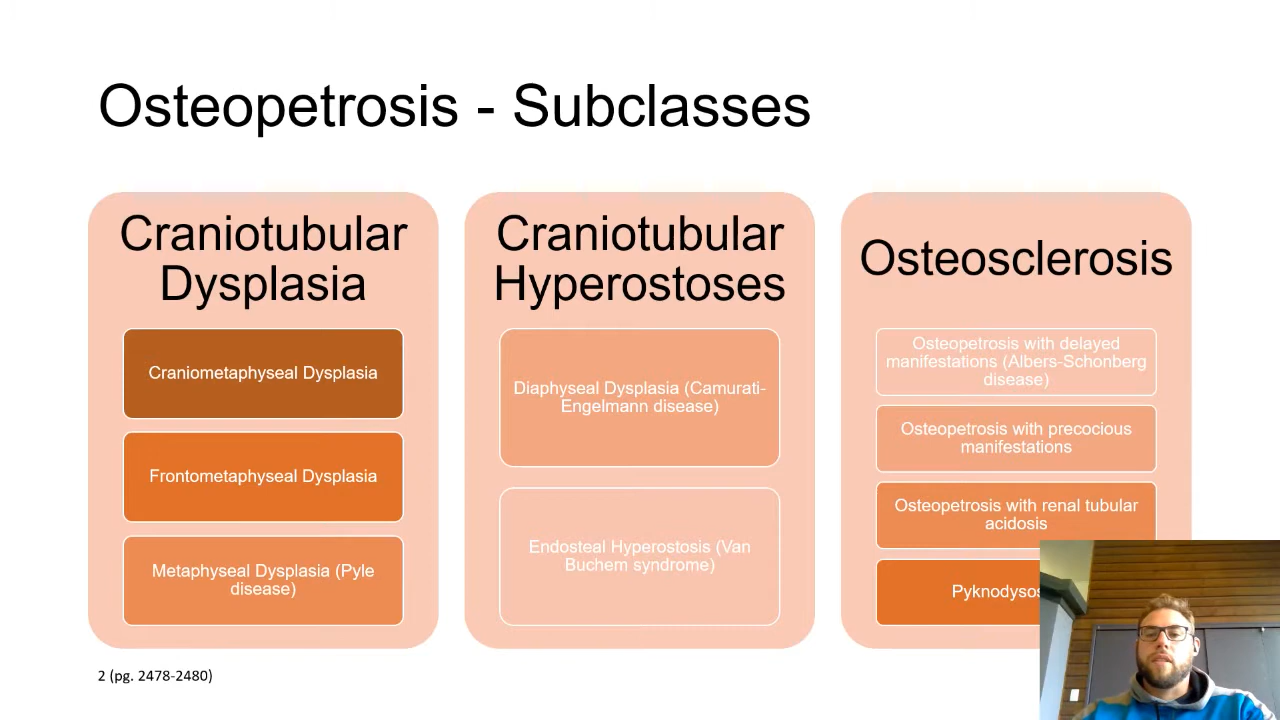 Osteopetrosis - Subclasses
Craniotubular
Dysplasia
Craniometaphyseal Dysplasia
Frontometaphyseal Dysplasia
Metaphyseal Dysplasia (Pyle
disease)
Craniotubular
Hyperostoses
Diaphyseal Dysplasia (Camurati-
Engelmann disease)
Endosteal Hyperostosis (Van
Buchem syndrome)
Osteosclerosis
Osteopetrosis with delayed
manifestations (Albers-Schonberg
disease)
Osteopetrosis with precocious
manifestations
Osteopetrosis with renal tubular
acidosis
2 (pg. 2478-2480)